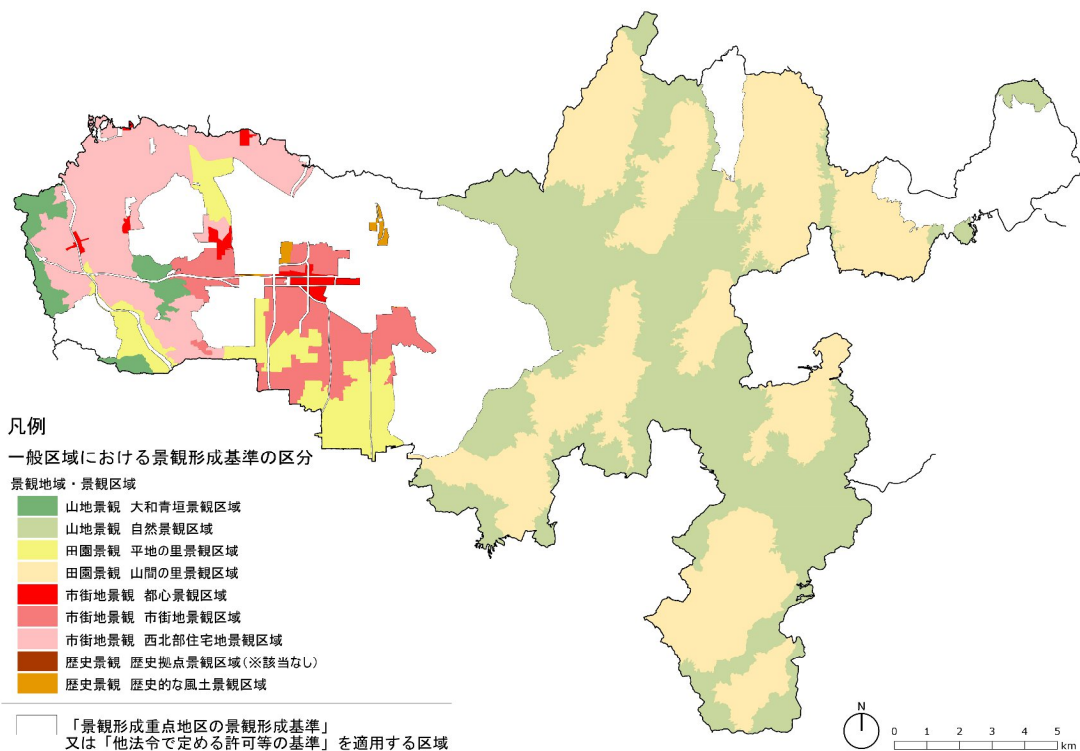 凡例
一般区域における景観形成基準の区分
景観地域・景観区域
山地景観 大和青垣景観区域
山地景観 自然景観区域
田園景観 平地の里景観区域
田園景観 山間の里景観区域
市街地景観 都心景観区域
市街地景観 市街地景観区域
市街地景観 西北部住宅地景観区域
歴史景観 歴史拠点景観区域(※該当なし)
歴史景観 歴史的な風土景観区域
「景観形成重点地区の景観形成基準」
又は「他法令で定める許可等の基準」を適用する区域
N
0 1 2 3 4 5
km